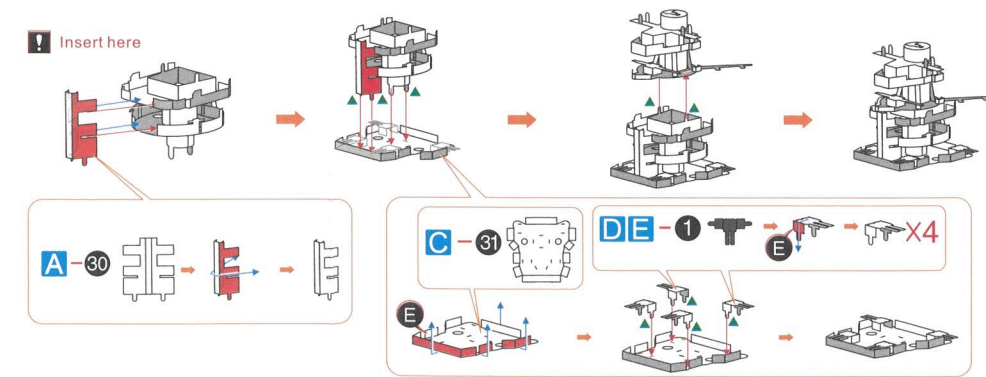 ! Insert here
A - 30
C - 31
DE - 1
E
X4
E